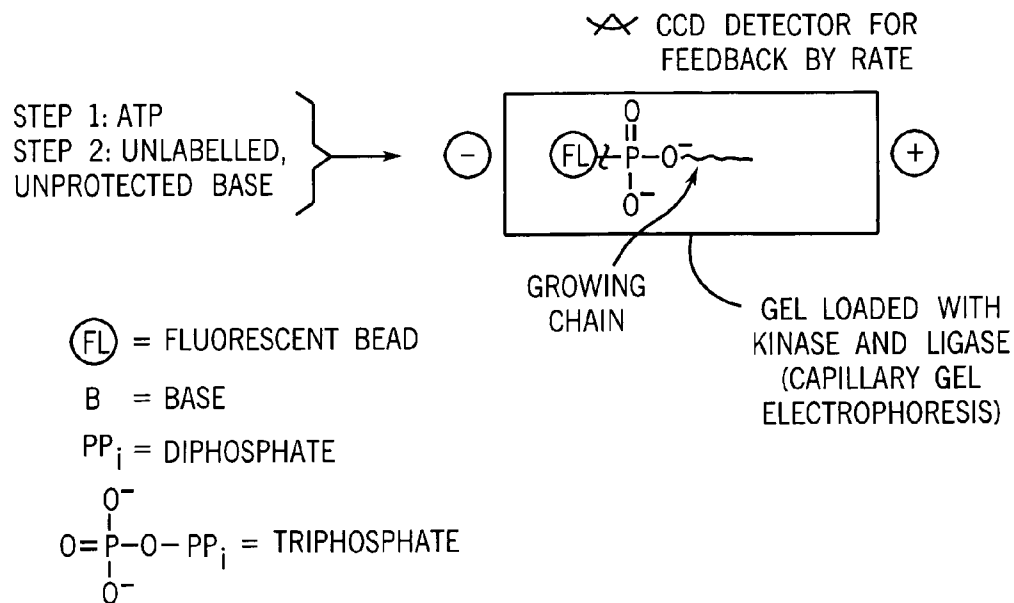 CCD DETECTOR FOR
FEEDBACK BY RATE
STEP 1: ATP
STEP 2: UNLABELLED,
UNPROTECTED BASE
−
O
FL P O−
O−
+
GROWING
CHAIN
GEL LOADED WITH
KINASE AND LIGASE
(CAPILLARY GEL
ELECTROPHORESIS)
FL = FLUORESCENT BEAD
B = BASE
PPi = DIPHOSPHATE
O−
O=P−O−PPi = TRIPHOSPHATE
O−